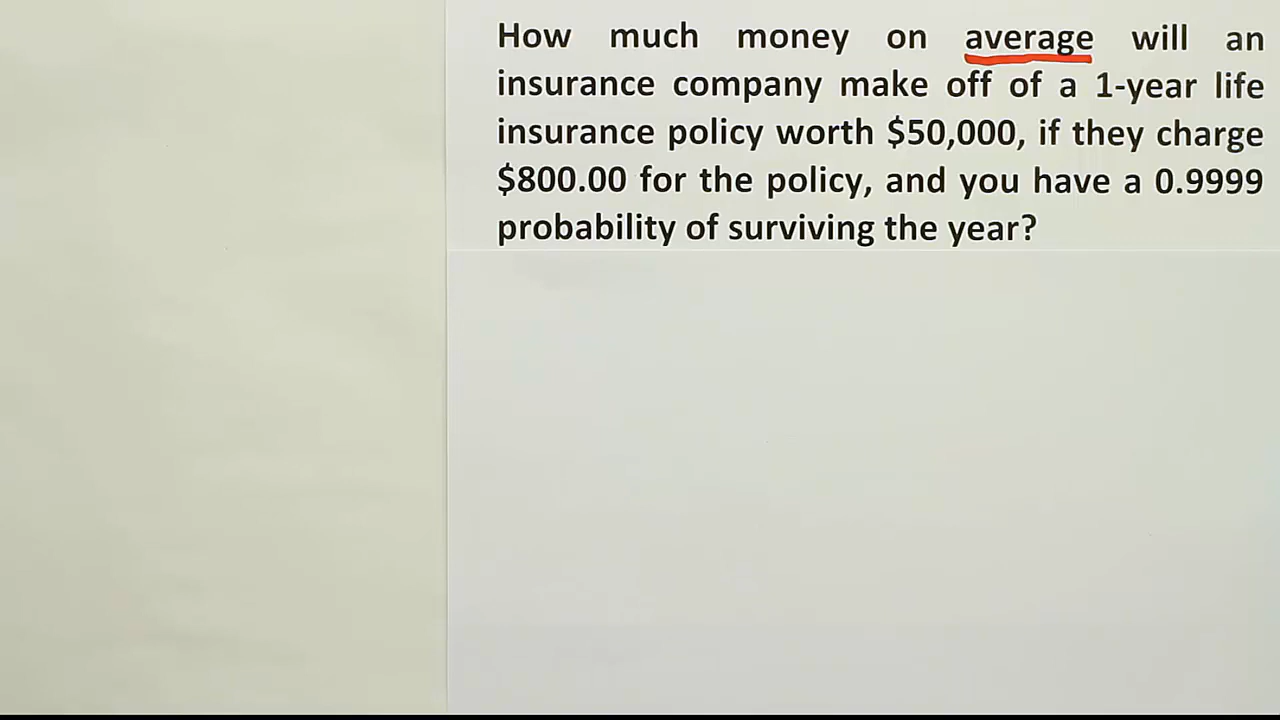 How much money on average will an
insurance company make off of a 1-year life
insurance policy worth $50,000, if they charge
$800.00 for the policy, and you have a 0.9999
probability of surviving the year?